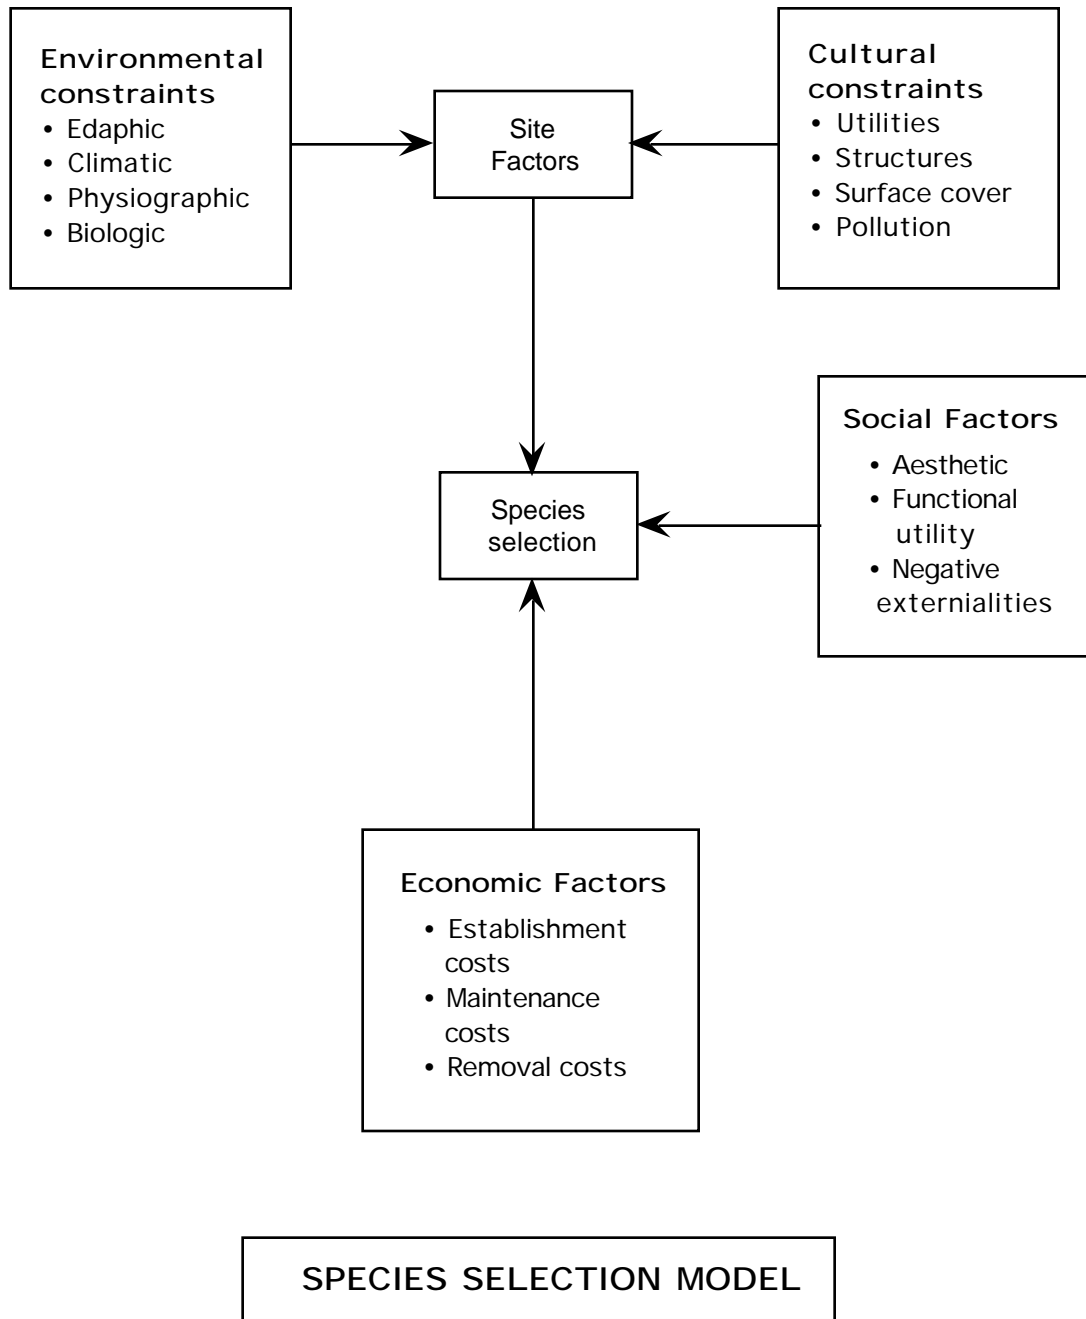 Environmental
constraints
• Edaphic
• Climatic
• Physiographic
• Biologic
Site
Factors
Cultural
constraints
• Utilities
• Structures
• Surface cover
• Pollution
Social Factors
• Aesthetic
• Functional
utility
• Negative
externialities
Species
selection
Economic Factors
• Establishment
costs
• Maintenance
costs
• Removal costs
SPECIES SELECTION MODEL